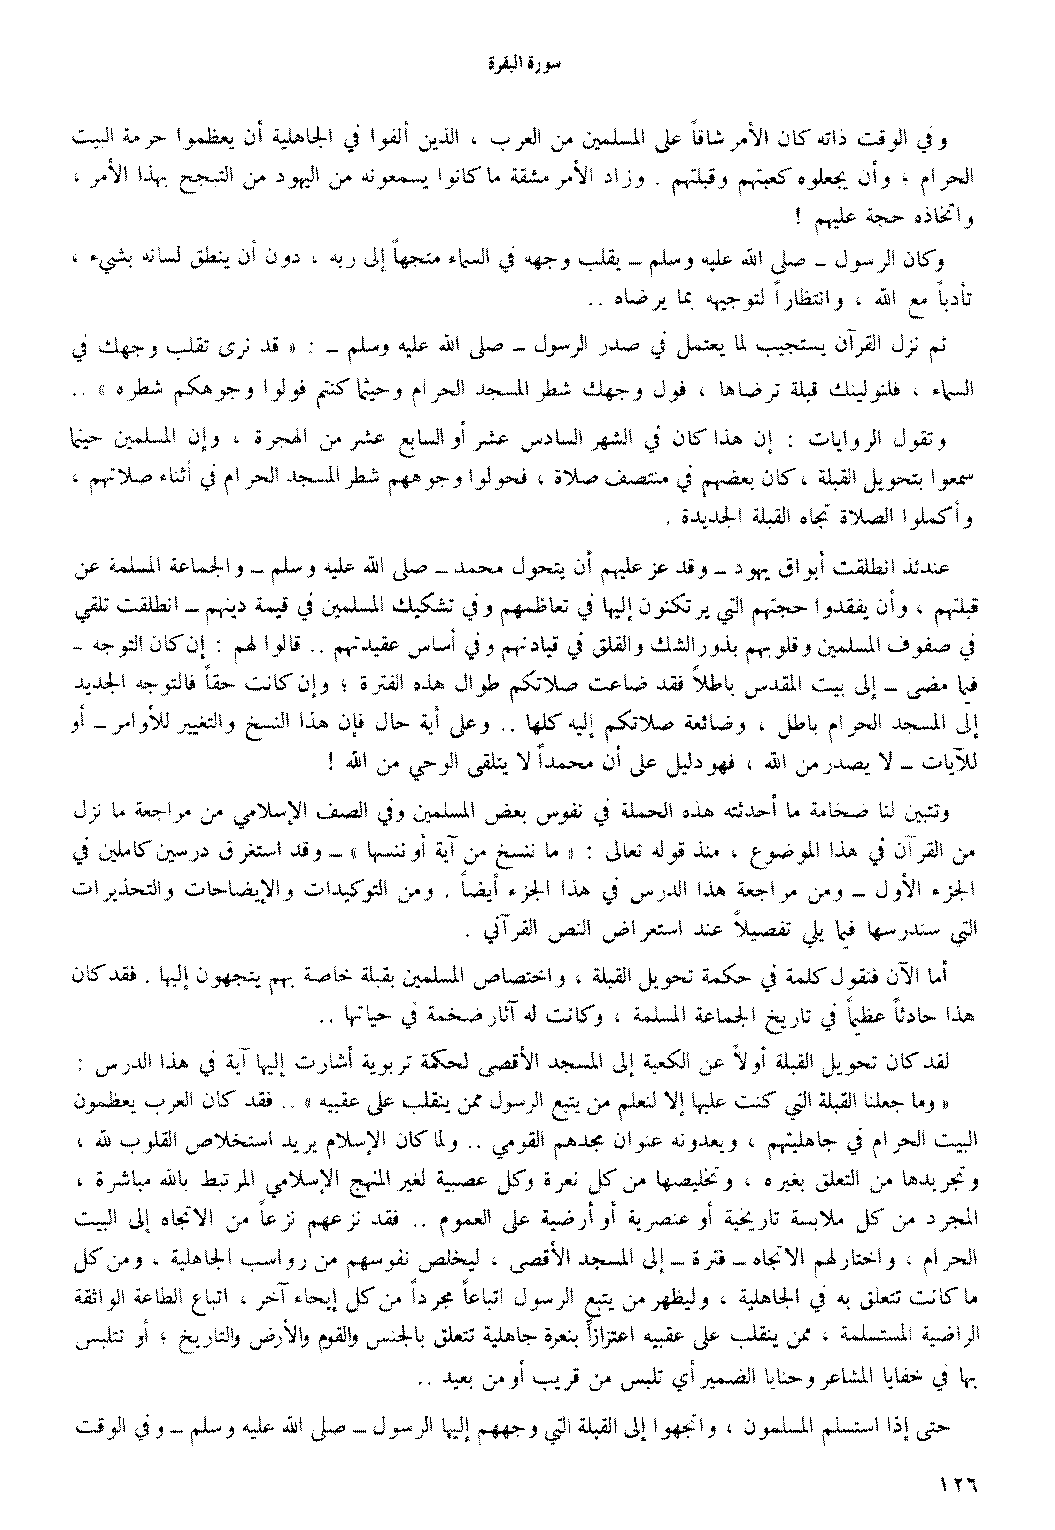 سورة البقرة
وفي الوقت ذاته كان الأمر شاقاً على المسلمين من العرب ، الذين ألفوا في الجاهلية أن يعظموا حرمة البيت
الحرام ؛ وأن يجعلوه كعبتهم وقبلتهم . وزاد الأمر مشقة ما كانوا يسمعونه من اليهود من التبجح بهذا الأمر ،
واتخاذه حجة عليهم !
وكان الرسول – صلى الله عليه وسلم – يقلب وجهه في السماء متجهاً إلى ربه ، دون أن ينطق لسانه بشيء ،
تأدباً مع الله ، وانتظاراً لتوجيهه بما يرضاه ..
ثم نزل القرآن يستجيب لما يعتمل في صدر الرسول – صلى الله عليه وسلم – : « قد نرى تقلب وجهك في
السماء ، فلنولينك قبلة ترضاها ، فول وجهك شطر المسجد الحرام وحيثما كنتم فولوا وجوهكم شطره » ..
وتقول الروايات : إن هذا كان في الشهر السادس عشر أو السابع عشر من الهجرة ، وإن المسلمين حينما
سمعوا بتحويل القبلة ، كان بعضهم في منتصف صلاة ، فحولوا وجوههم شطر المسجد الحرام في أثناء صلاتهم ،
وأكملوا الصلاة تجاه القبلة الجديدة .
عندئذ انطلقت أبواق يهود – وقد عز عليهم أن يتحول محمد – صلى الله عليه وسلم – والجماعة المسلمة عن
قبلتهم ، وأن يفقدوا حجتهم التي يرتكنون إليها في تعاظمهم وفي تشكيك المسلمين في قيمة دينهم – انطلقت تلقي
في صفوف المسلمين وقلوبهم بذور الشك والقلق في قيادتهم وفي أساس عقيدتهم .. قالوا لهم : إن كان التوجه –
فيما مضى – إلى بيت المقدس باطلاً فقد ضاعت صلاتكم طوال هذه الفترة ؛ وإن كانت حقاً فالتوجه الجديد
إلى المسجد الحرام باطل ، وضائعة صلاتكم إليه كلها .. وعلى أية حال فإن هذا النسخ والتغيير للأوامر – أو
للآيات – لا يصدر من الله ، فهو دليل على أن محمداً لا يتلقى الوحي من الله !
وتتبين لنا ضخامة ما أحدثته هذه الحملة في نفوس بعض المسلمين وفي الصف الإسلامي من مراجعة ما نزل
من القرآن في هذا الموضوع ، منذ قوله تعالى : « ما ننسخ من آية أو ننسها » – وقد استغرق درسين كاملين في
الجزء الأول – ومن مراجعة هذا الدرس في هذا الجزء أيضاً . ومن التوكيدات والإيضاحات والتحذيرات
التي سندرسها فيما يلي تفصيلاً عند استعراض النص القرآني .
أما الآن فنقول كلمة في حكمة تحويل القبلة ، واختصاص المسلمين بقبلة خاصة بهم يتجهون إليها . فقد كان
هذا حادثاً عظيماً في تاريخ الجماعة المسلمة ، وكانت له آثار ضخمة في حياتها ..
لقد كان تحويل القبلة أولاً عن الكعبة إلى المسجد الأقصى لحكمة تربوية أشارت إليها آية في هذا الدرس :
« وما جعلنا القبلة التي كنت عليها إلا لنعلم من يتبع الرسول ممن ينقلب على عقبيه » .. فقد كان العرب يعظمون
البيت الحرام في جاهليتهم ، ويعدونه عنوان مجدهم القومي .. ولما كان الإسلام يريد استخلاص القلوب لله ،
وتجريدها من التعلق بغيره ، وتخليصها من كل نعرة وكل عصبية لغير المنهج الإسلامي المرتبط بالله مباشرة ،
المجرد من كل ملابسة تاريخية أو عنصرية أو أرضية على العموم .. فقد نزعهم نزعاً من الاتجاه إلى البيت
الحرام ، واختار لهم الاتجاه – فترة – إلى المسجد الأقصى ، ليخلص نفوسهم من رواسب الجاهلية ، ومن كل
ما كانت تتعلق به في الجاهلية ، وليظهر من يتبع الرسول اتباعاً مجرداً من كل إيحاء آخر ، اتباع الطاعة الواثقة
الراضية المستسلمة ، ممن ينقلب على عقبيه اعتزازاً بنعرة جاهلية تتعلق بالجنس والقوم والأرض والتاريخ ؛ أو تتلبس
بها في خفايا المشاعر وحنايا الضمير أي تلبس من قريب أو من بعيد ..
حتى إذا استسلم المسلمون ، واتجهوا إلى القبلة التي وجههم إليها الرسول – صلى الله عليه وسلم – وفي الوقت
١٢٦